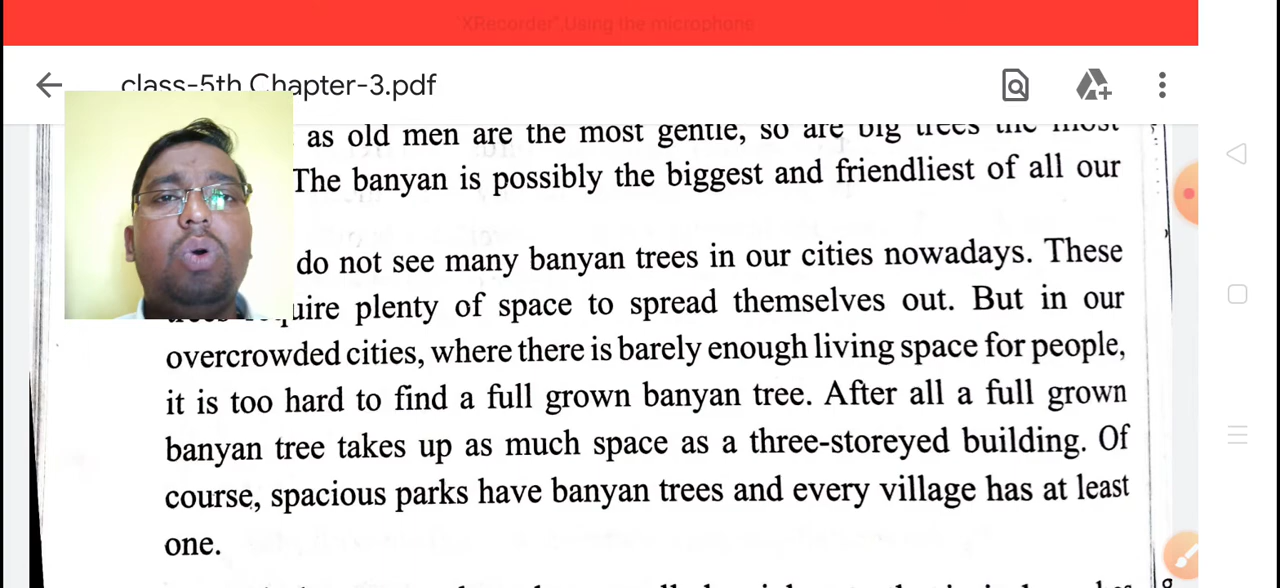 "XRecorder",Using the microphone
class-5th Chapter-3.pdf
as old men are the most gentle, so are big trees the most
The banyan is possibly the biggest and friendliest of all our
do not see many banyan trees in our cities nowadays. These
plenty of space to spread themselves out. But in our
overcrowded cities, where there is barely enough living space for people,
it is too hard to find a full grown banyan tree. After all a full grown
banyan tree takes up as much space as a three-storeyed building. Of
course, spacious parks have banyan trees and every village has at least
one.